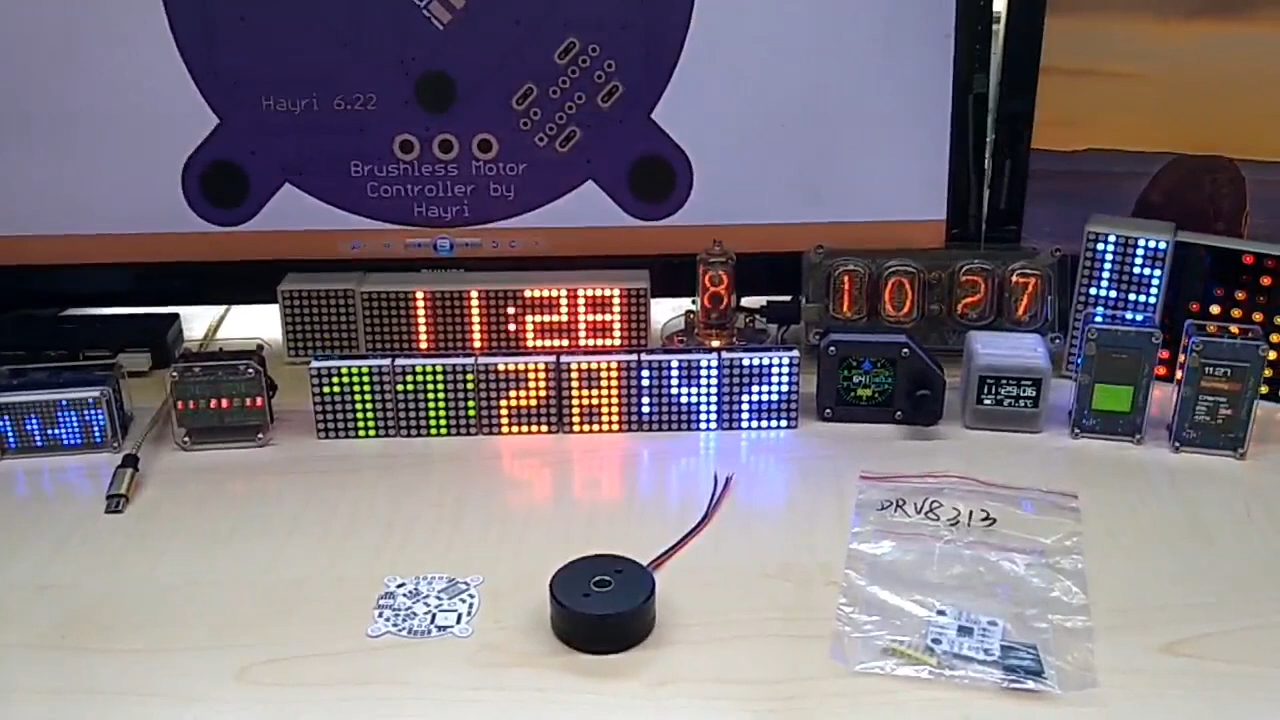 Hayri 6.22
Brushless Motor
Controller by
Hayri
11:28
8
10 27
15
11:28:42
11:29:06
27.5°C
11:27
DRV8313